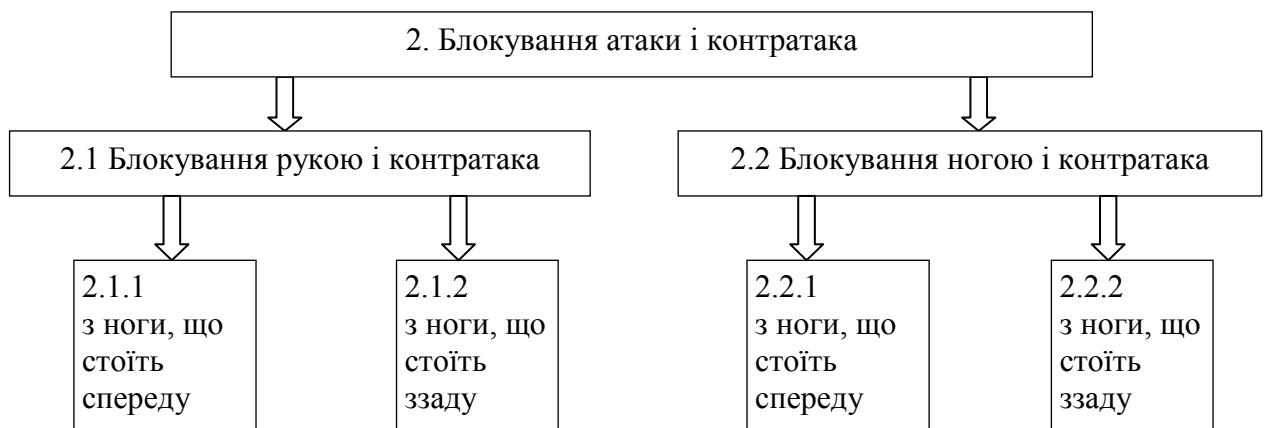 2. Блокування атаки і контратака
2.1 Блокування рукою і контратака
2.2 Блокування ногою і контратака
2.1.1
з ноги, що
стоїть
спереду
2.1.2
з ноги, що
стоїть
ззаду
2.2.1
з ноги, що
стоїть
спереду
2.2.2
з ноги, що
стоїть
ззаду